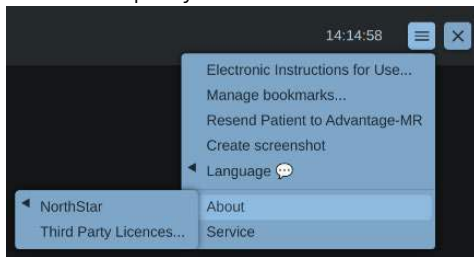 14:14:58
Electronic Instructions for Use...
Manage bookmarks...
Resend Patient to Advantage-MR
Create screenshot
Language 💬
About
Service
NorthStar
Third Party Licences...